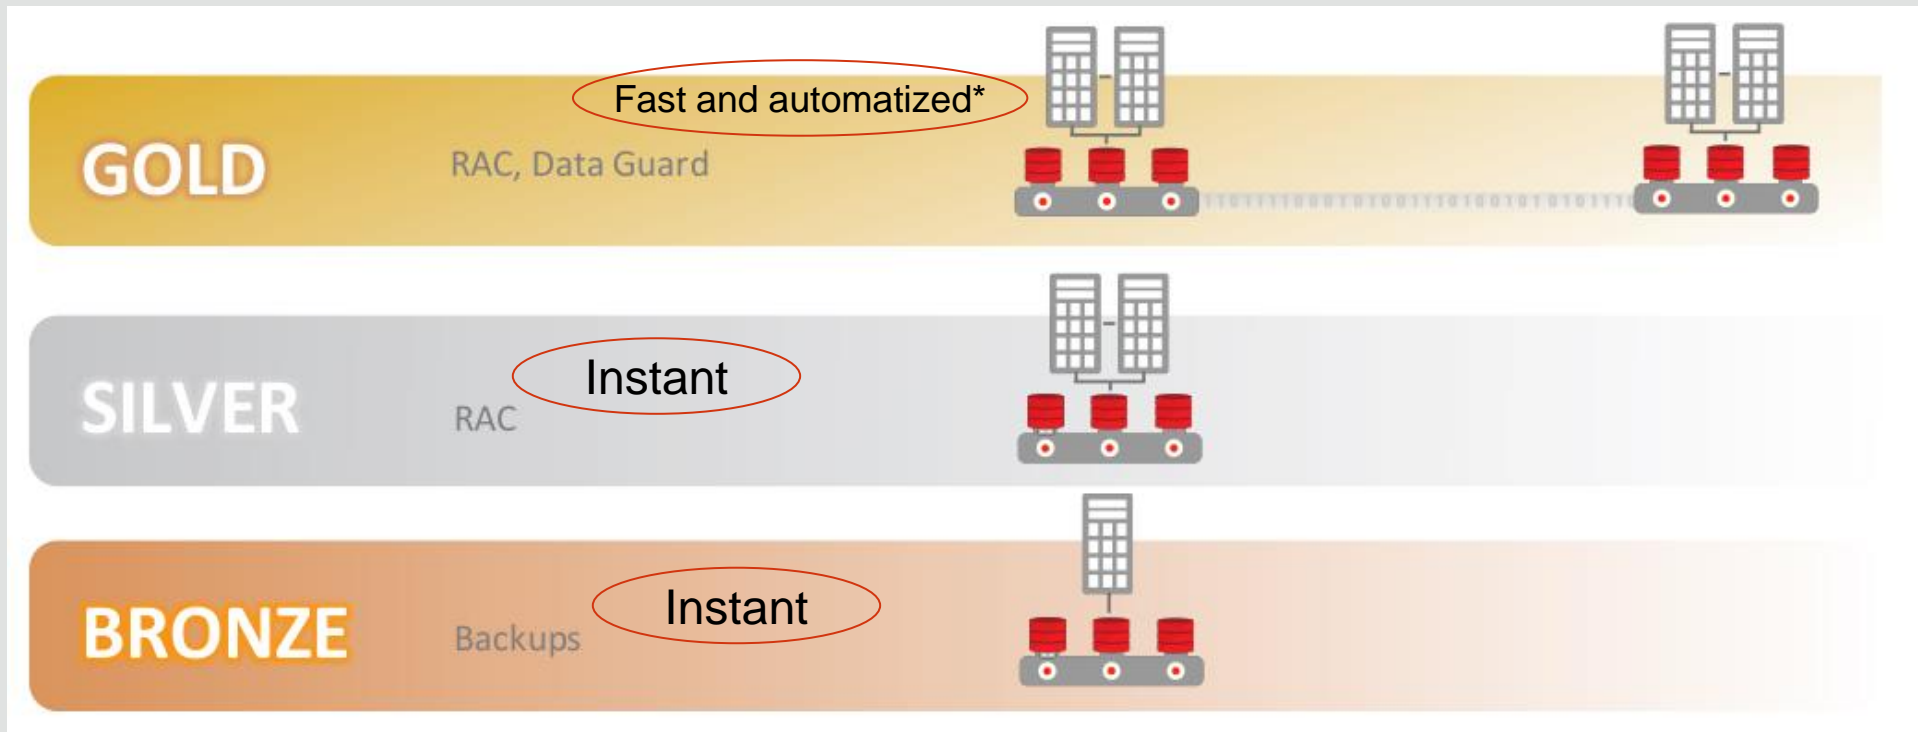 Fast and automatized*
GOLD
RAC, Data Guard
Instant
SILVER
RAC
Instant
BRONZE
Backups